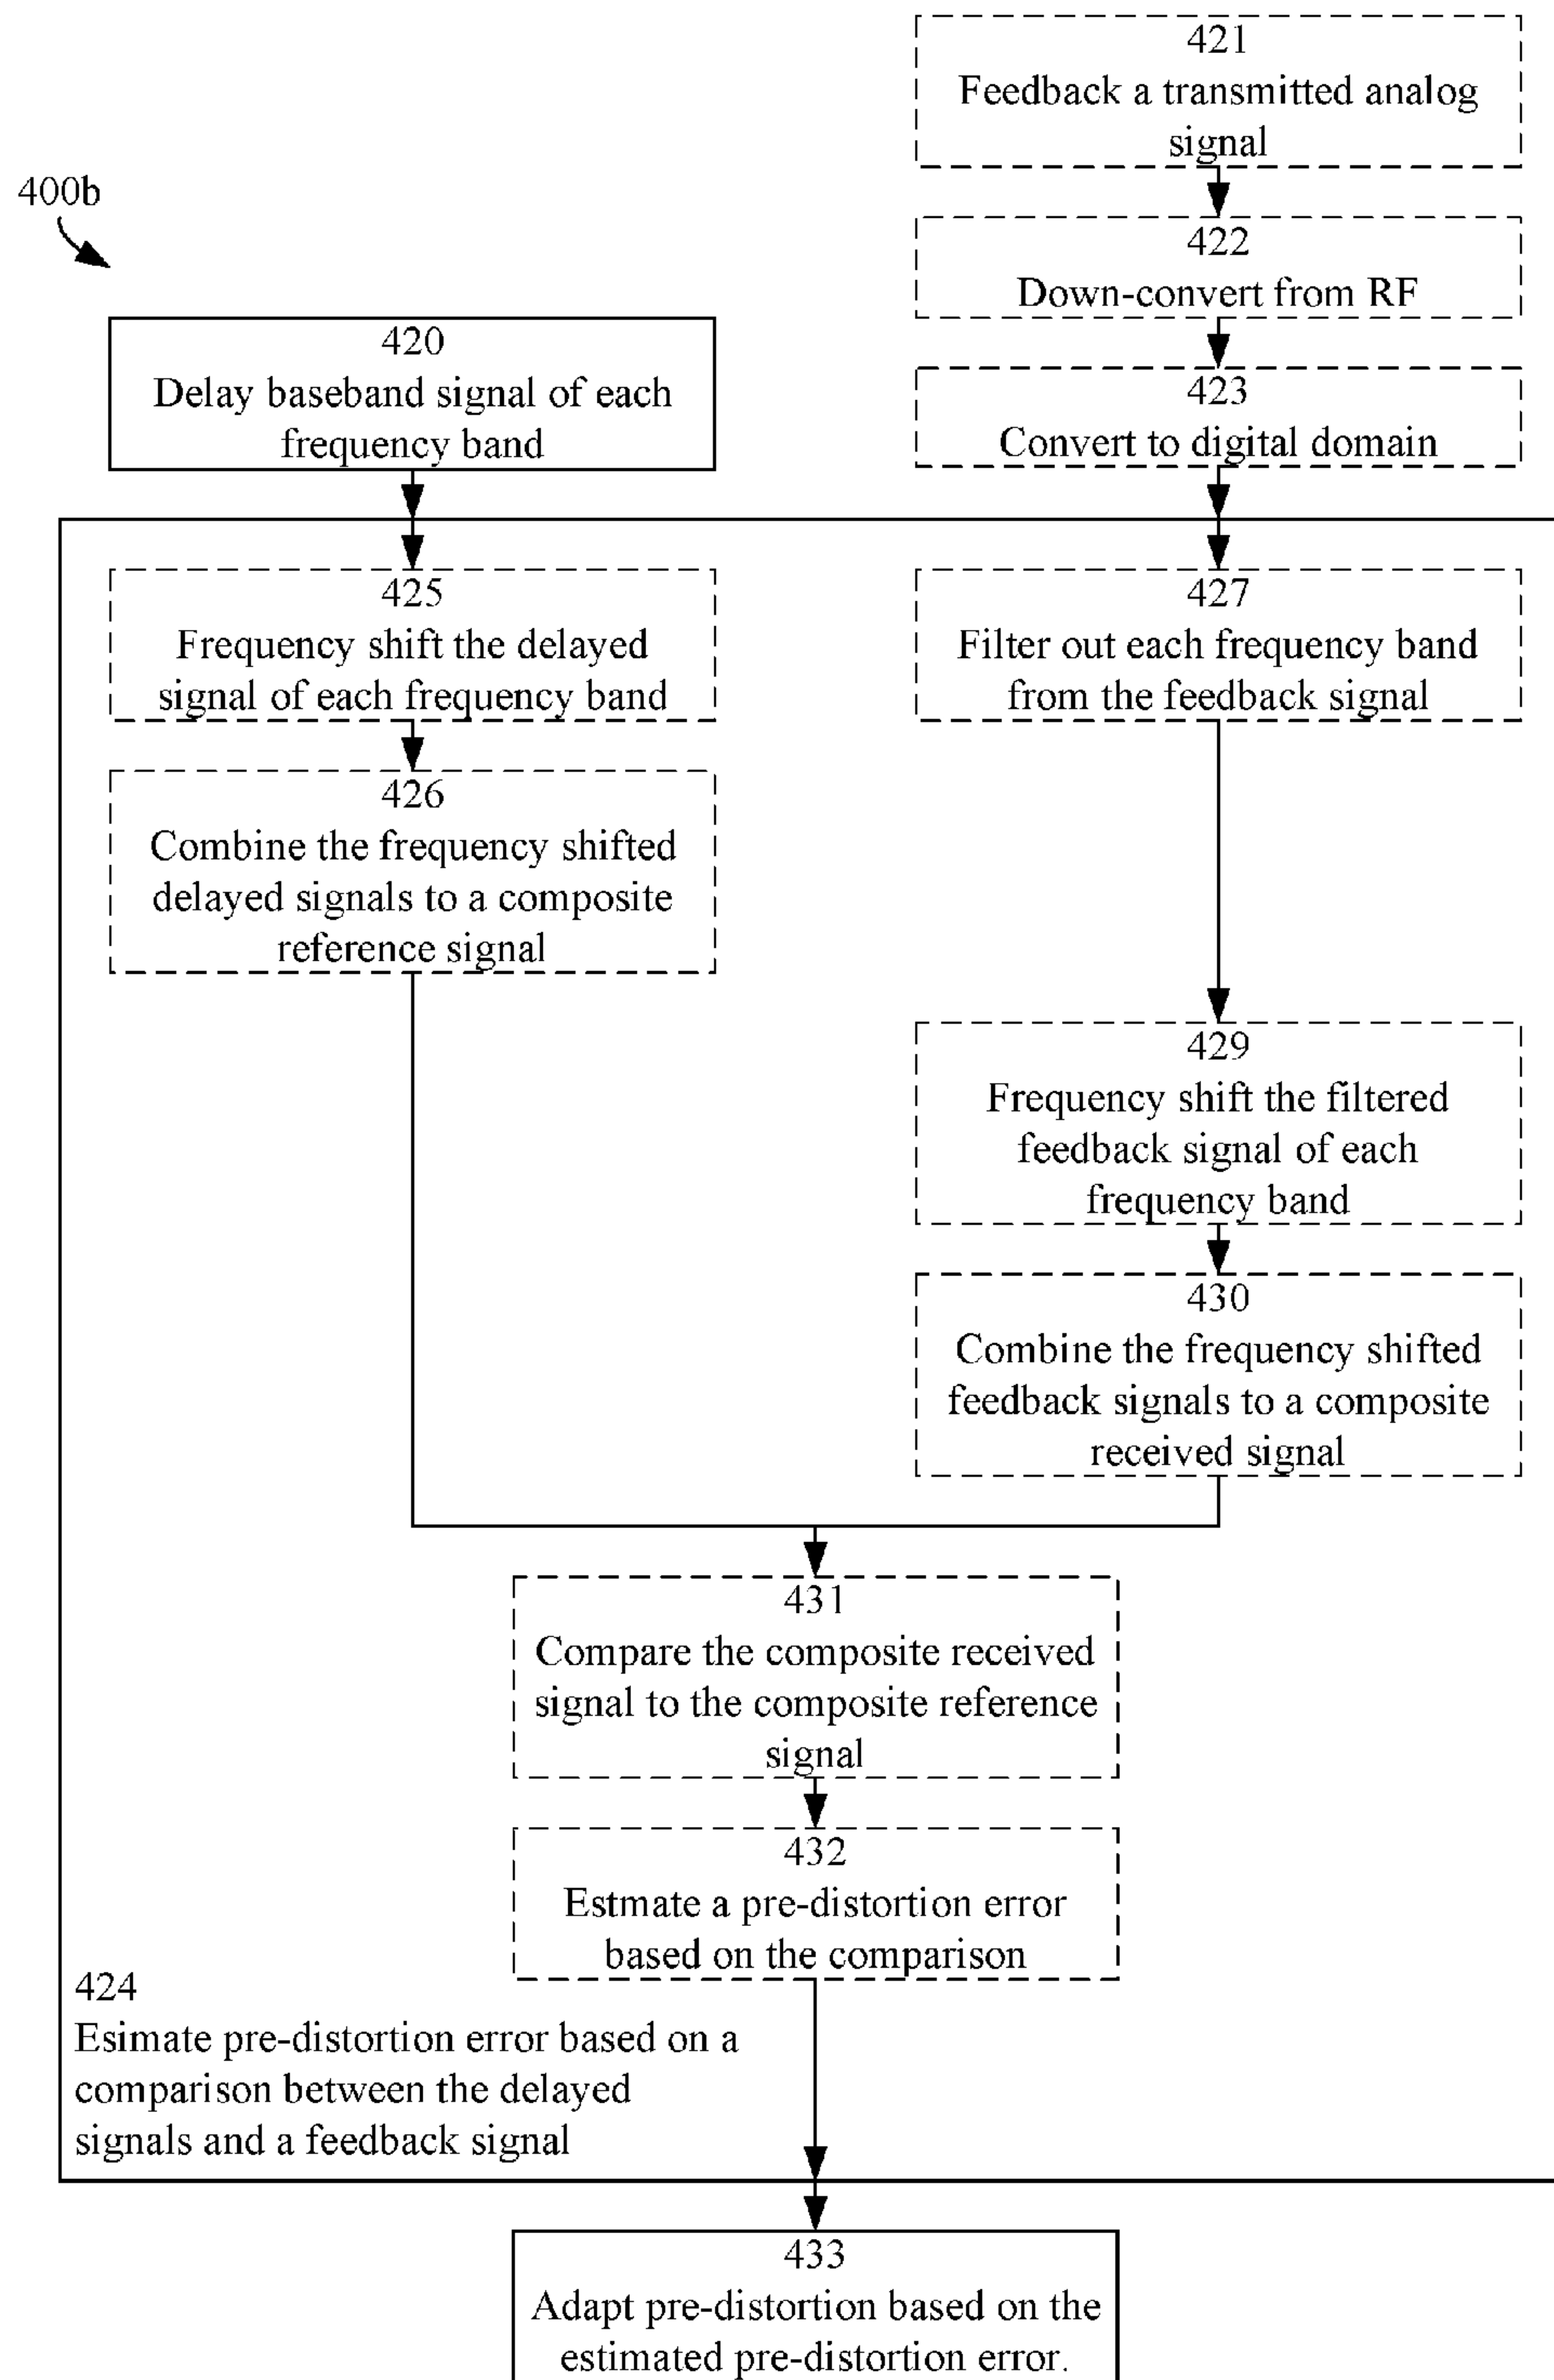 421
Feedback a transmitted analog
signal
400b
422
Down-convert from RF
420
Delay baseband signal of each
frequency band
423
Convert to digital domain
425
Frequency shift the delayed
signal of each frequency band
427
Filter out each frequency band
from the feedback signal
426
Combine the frequency shifted
delayed signals to a composite
reference signal
429
Frequency shift the filtered
feedback signal of each
frequency band
430
Combine the frequency shifted
feedback signals to a composite
received signal
431
Compare the composite received
signal to the composite reference
signal
432
Estmate a pre-distortion error
based on the comparison
424
Esimate pre-distortion error based on a
comparison between the delayed
signals and a feedback signal
433
Adapt pre-distortion based on the
estimated pre-distortion error.